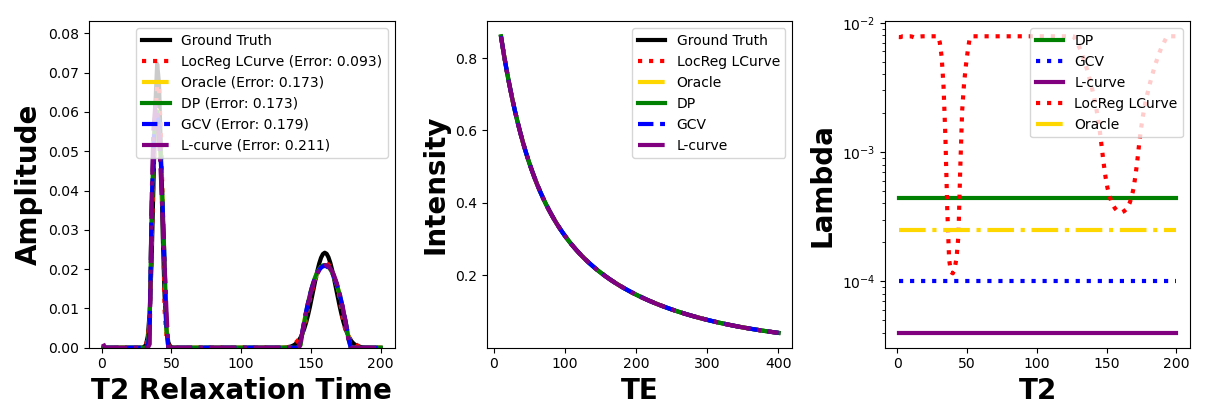 0.08
0.07
0.06
0.05
0.04
0.03
0.02
0.01
0.00
Amplitude
Ground Truth
LocReg LCurve (Error: 0.093)
Oracle (Error: 0.173)
DP (Error: 0.173)
GCV (Error: 0.179)
L-curve (Error: 0.211)
0 50 100 150 200
T2 Relaxation Time
0.8
0.6
0.4
0.2
Intensity
Ground Truth
LocReg LCurve
Oracle
DP
GCV
L-curve
0 100 200 300 400
TE
10⁻²
10⁻³
10⁻⁴
Lambda
DP
GCV
L-curve
LocReg LCurve
Oracle
0 50 100 150 200
T2